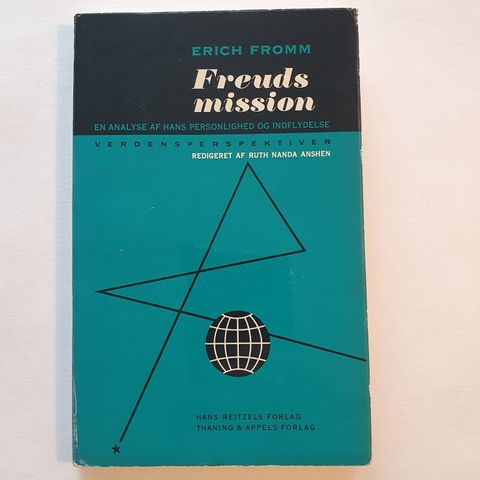 ERICH FROMM
Freuds
mission
EN ANALYSE AF HANS PERSONLIGHED OG INDFLYDELSE
VERDENSPERSPEKTIVER
REDIGERET AF RUTH NANDA ANSHEN
HANS REITZELS FORLAG
THANING & APPELS FORLAG